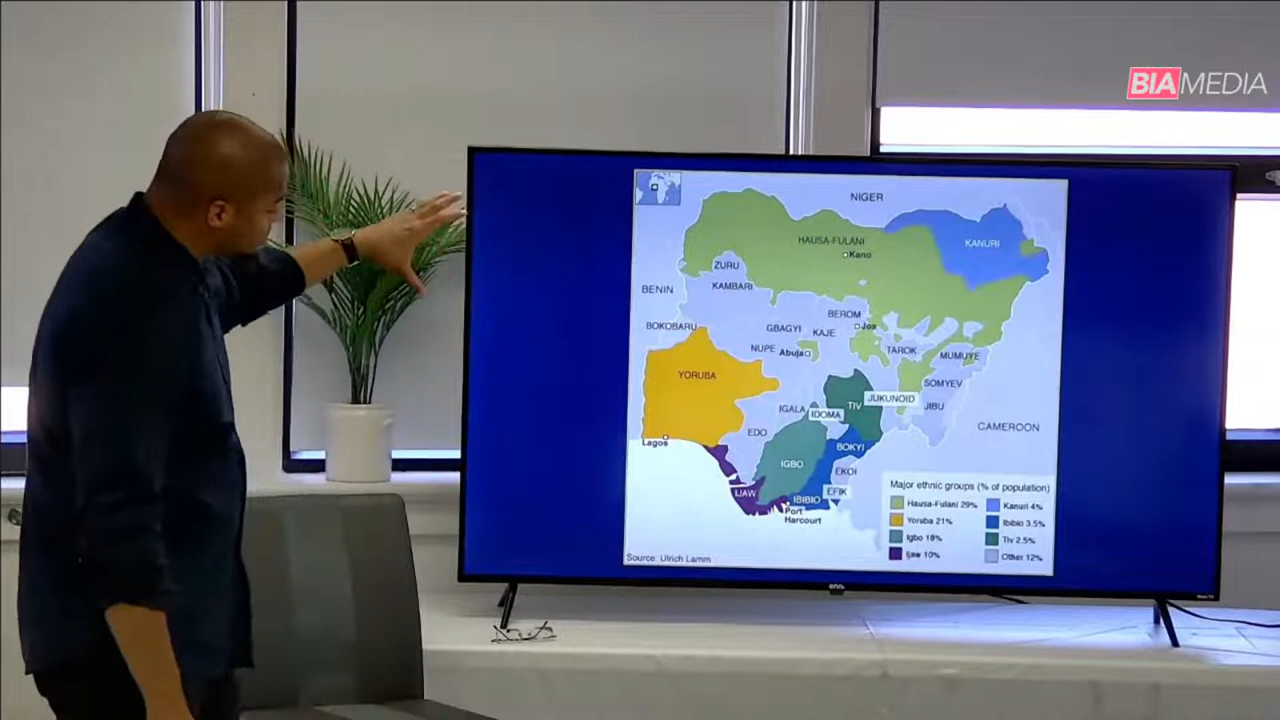 BIAMEDIA
NIGER
HAUSA-FULANI
Kano
KANURI
ZURU
KAMBARI
BENIN
BOKOBARU
BEROM
Jos
GBAGYI
KAJE
NUPE
Abuja
TAROK
MUMUYE
YORUBA
SOMYEV
TIV
JUKUNOID
JIBU
IGALA
IDOMA
CAMEROON
EDO
Lagos
BOKYI
IGBO
EKOI
IJAW
IBIBIO
EFIK
Port
Harcourt
Major ethnic groups (% of population)
Hausa-Fulani 29%
Yoruba 21%
Igbo 18%
Ijaw 10%
Kanuri 4%
Ibibio 3.5%
Tiv 2.5%
Other 12%
Source: Ulrich Lamm